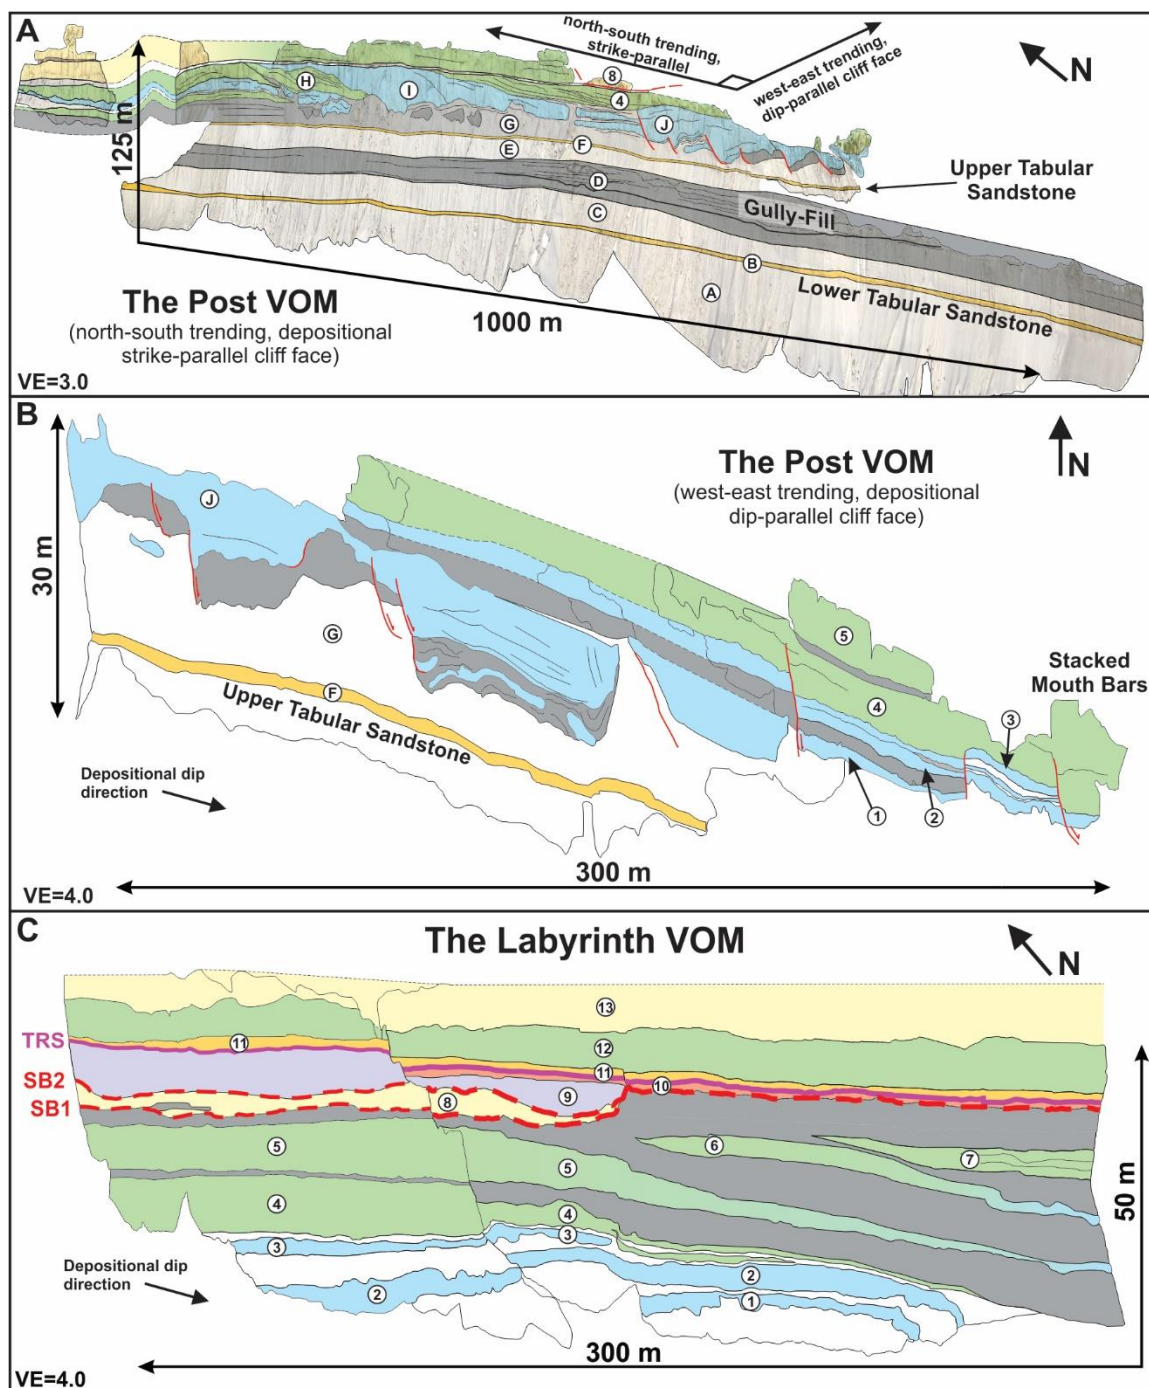 A
north-south trending,
strike-parallel
west-east trending,
dip-parallel cliff face
N
8
H
I
4
J
G
F
E
D
C
B
A
125 m
Upper Tabular
Sandstone
Gully-Fill
Lower Tabular Sandstone
The Post VOM
(north-south trending, depositional
strike-parallel cliff face)
1000 m
VE=3.0
B
The Post VOM
(west-east trending, depositional
dip-parallel cliff face)
N
J
30 m
G
F
Upper Tabular Sandstone
5
4
Stacked
Mouth Bars
3
1
2
Depositional dip
direction
300 m
VE=4.0
C
The Labyrinth VOM
N
13
TRS
11
12
11
10
SB2
SB1
9
8
5
6
7
5
4
4
3
3
2
2
1
50 m
Depositional dip
direction
300 m
VE=4.0